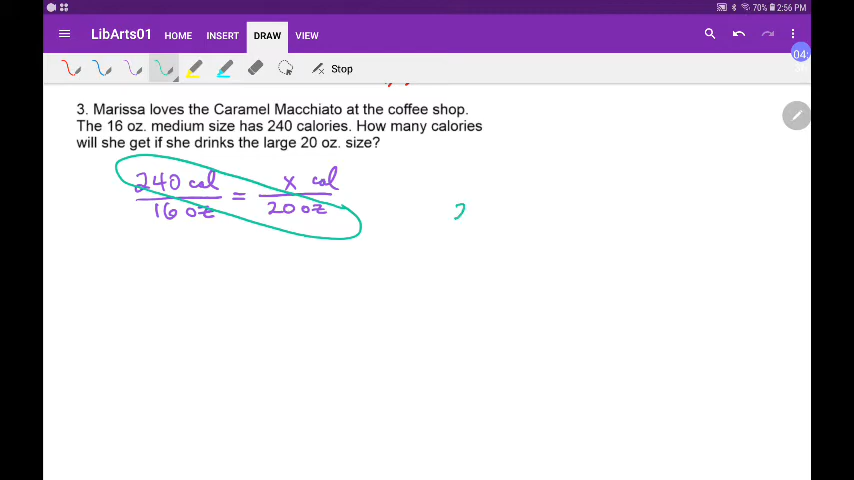 70% 2:56 PM
LibArts01 HOME INSERT DRAW VIEW
04:
Stop
3. Marissa loves the Caramel Macchiato at the coffee shop.
The 16 oz. medium size has 240 calories. How many calories
will she get if she drinks the large 20 oz. size?
240 cal = x cal
16 oz 20 oz